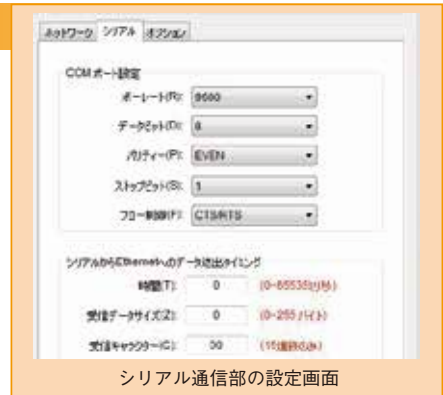 ネットワーク シリアル オプション
COMポート設定
ボーレート(R): 9600
データビット(D): 8
パリティー(P): EVEN
ストップビット(S): 1
フロー制御(F): CTS/RTS
シリアルからEthernetへのデータ送出タイミング
時間(T): 0 (0-65535ミリ秒)
受信データサイズ(Z): 0 (0-255バイト)
受信キャラクター(C): 00 (16進数のみ)
シリアル通信部の設定画面